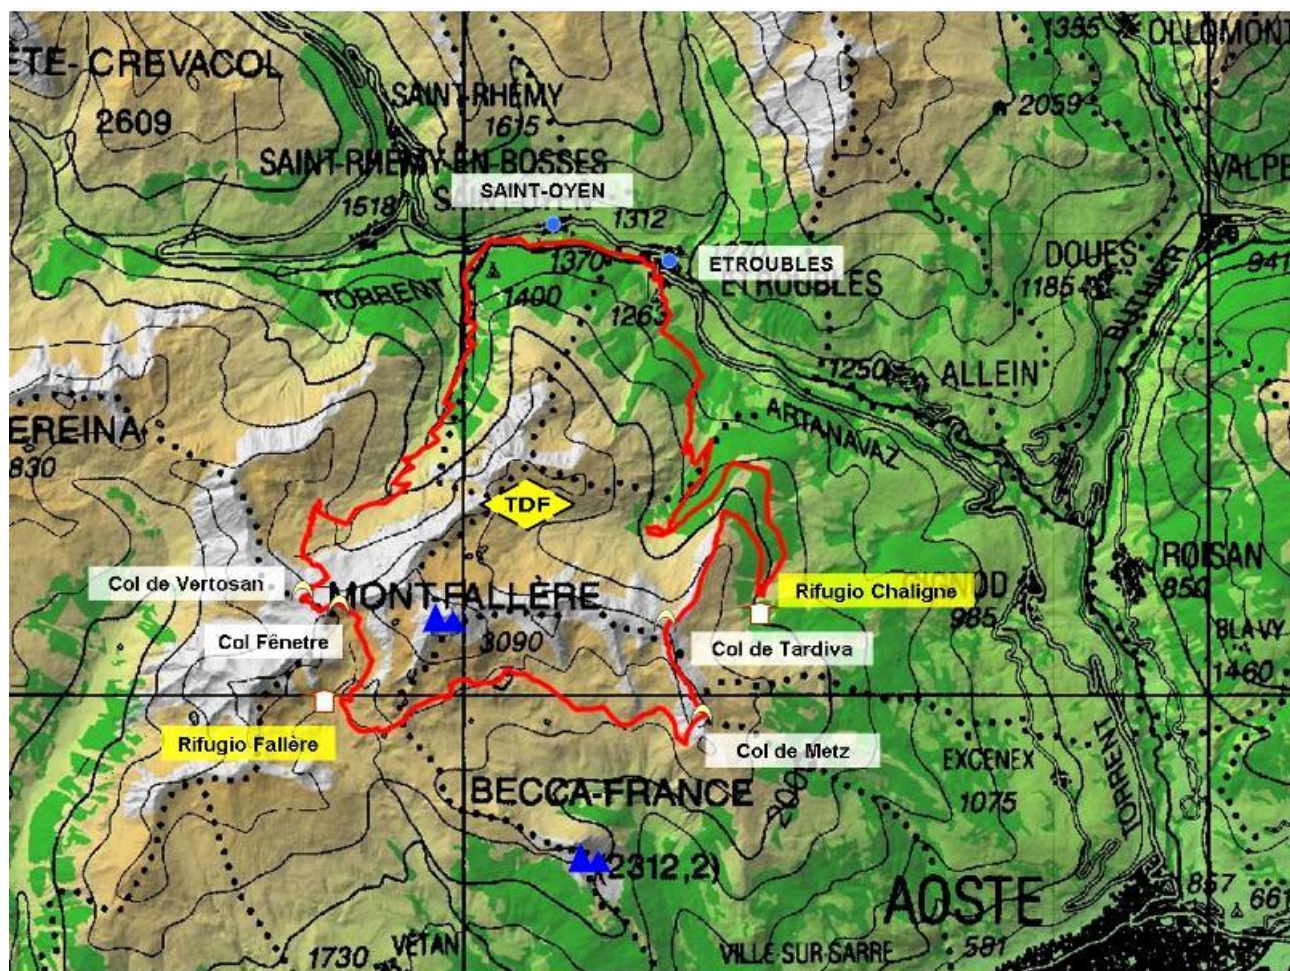 OLLOMONT
1355
ETE- CREVACOL
2609
SAINT-RHEMY
1615
2059
SAINT-RHEMY-EN-BOSSES
VALPE
SAINT-OYEN
1518
1312
ETROUBLES
DOUES
941
1370
ETROUBLES
1185
BUTHIER
TORRENT
1400
1263
1250
ALLEIN
ARTANAVAZ
EREINA
830
TDF
ROISAN
850
Col de Vertosan
MONT-FALLÈRE
Rifugio Chaligne
985
Col Fênetre
3090
Col de Tardiva
BLAVY
1460
Rifugio Fallère
Col de Metz
EXCENEX
BECCA-FRANCE
1075
TORRENT
(2312,2)
AOSTE
857
661
1730
VÉTAN
VILLE-SUR-SARRE
581